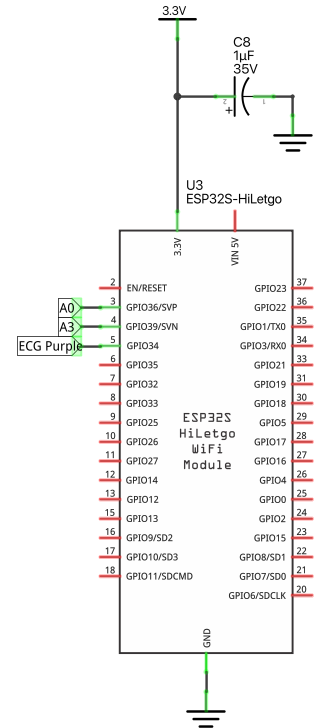 3.3V
C8
1µF
35V
2 1
+
U3
ESP32S-HiLetgo
3.3V VIN 5V
2 EN/RESET GPIO23 37
A0 3 GPIO36/SVP GPIO22 36
A3 4 GPIO39/SVN GPIO1/TX0 35
ECG Purple 5 GPIO34 GPIO3/RX0 34
6 GPIO35 GPIO21 33
7 GPIO32 GPIO19 31
8 GPIO33 GPIO18 30
9 GPIO25 GPIO5 29
10 GPIO26 GPIO17 28
11 GPIO27 GPIO16 27
12 GPIO14 GPIO4 26
13 GPIO12 GPIO0 25
15 GPIO13 GPIO2 24
16 GPIO9/SD2 GPIO15 23
17 GPIO10/SD3 GPIO8/SD1 22
18 GPIO11/SDCMD GPIO7/SD0 21
GPIO6/SDCLK 20
ESP32S
HiLetgo
WiFi
Module
GND